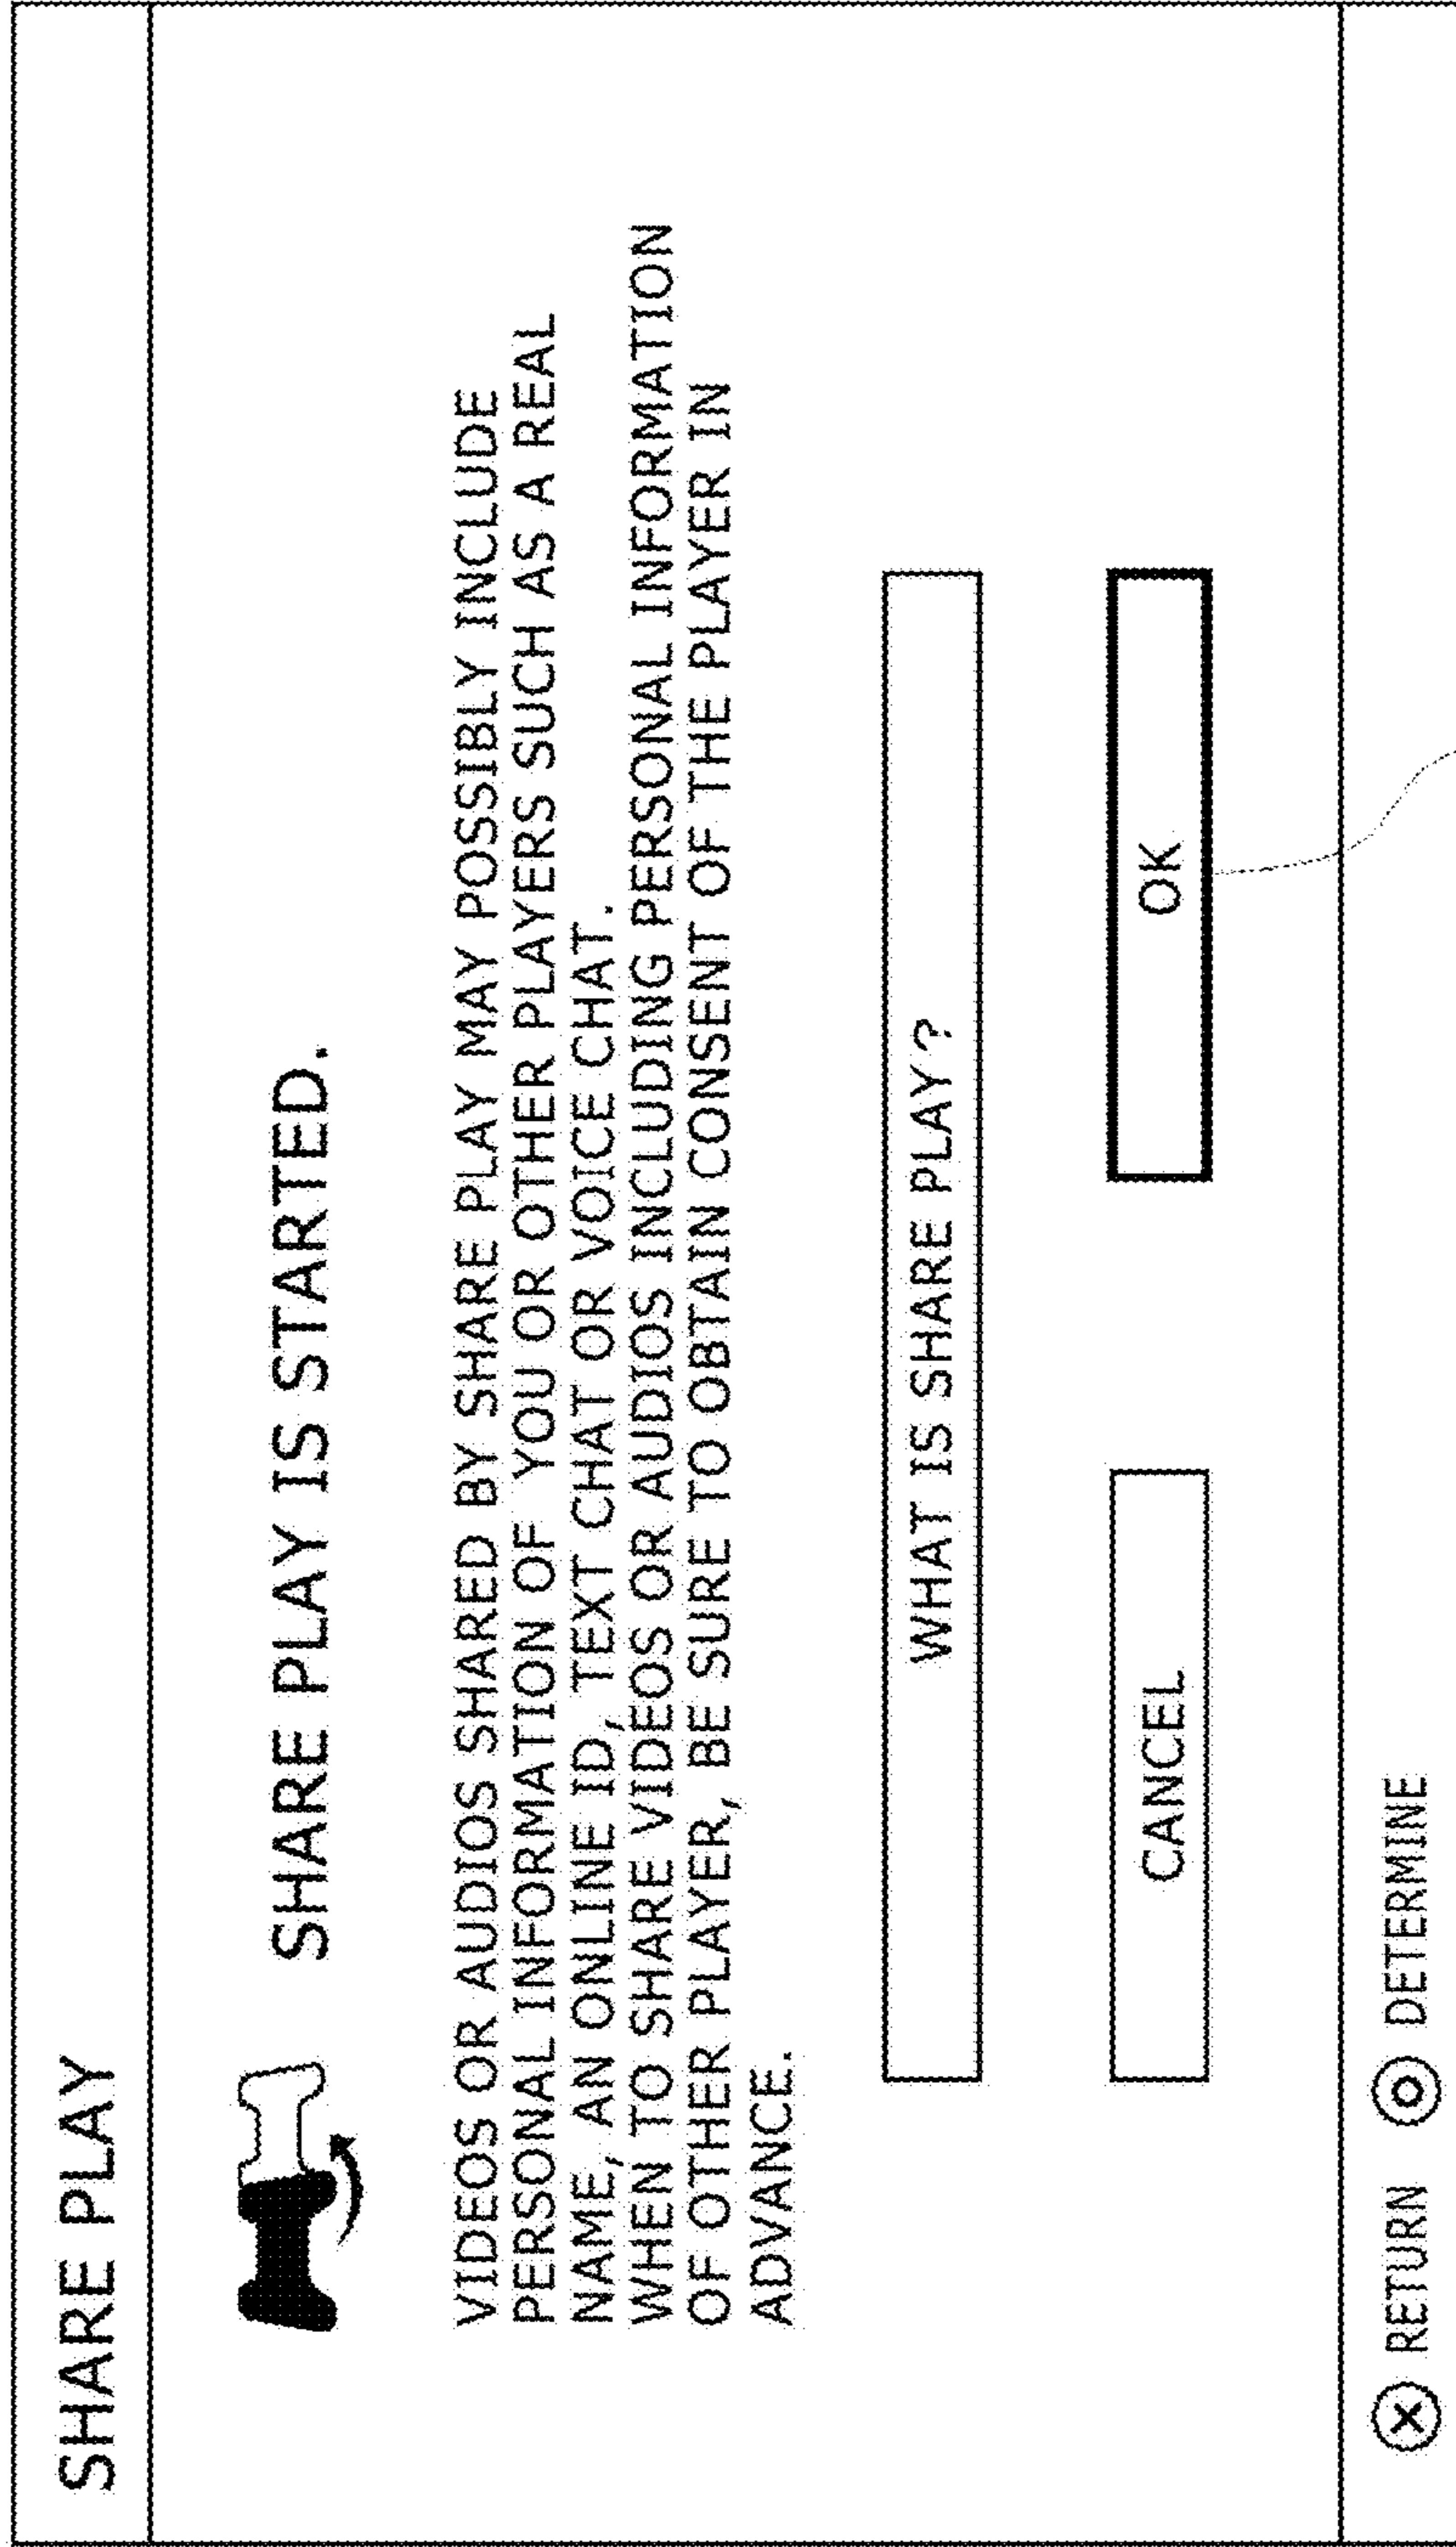 SHARE PLAY
SHARE PLAY IS STARTED.
VIDEOS OR AUDIOS SHARED BY SHARE PLAY MAY POSSIBLY INCLUDE
PERSONAL INFORMATION OF YOU OR OTHER PLAYERS SUCH AS A REAL
NAME, AN ONLINE ID, TEXT CHAT OR VOICE CHAT.
WHEN TO SHARE VIDEOS OR AUDIOS INCLUDING PERSONAL INFORMATION
OF OTHER PLAYER, BE SURE TO OBTAIN CONSENT OF THE PLAYER IN
ADVANCE.
WHAT IS SHARE PLAY?
CANCEL OK
RETURN DETERMINE